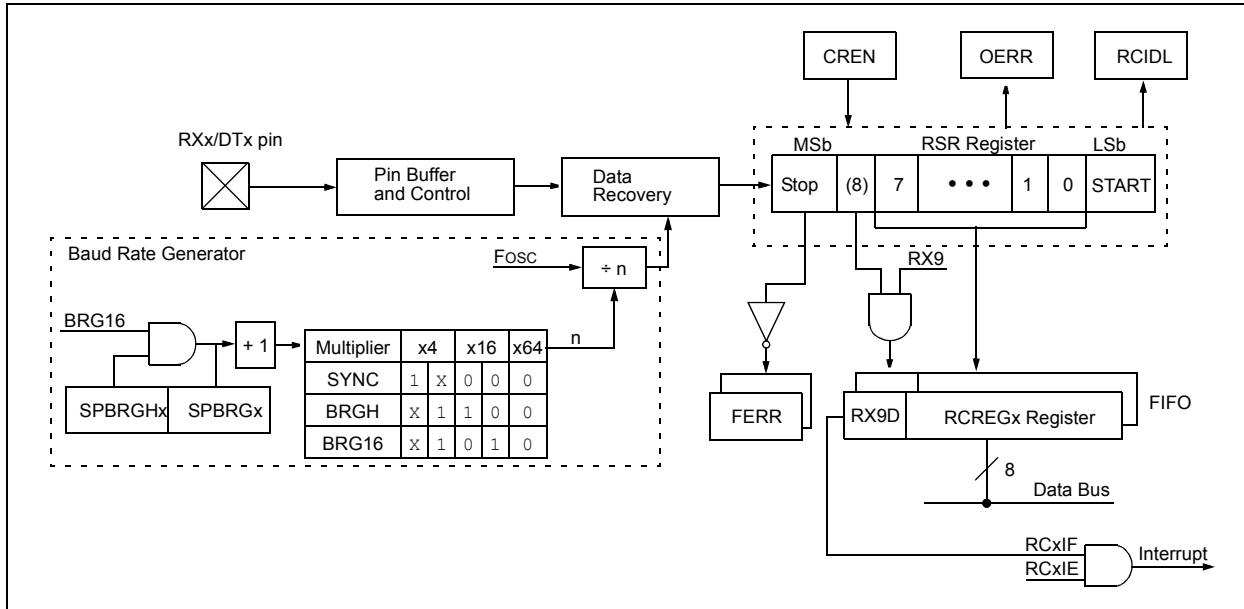 CREN
OERR
RCIDL
RXx/DTx pin
MSb
RSR Register
LSb
Pin Buffer
and Control
Data
Recovery
Stop
(8)
7
• • •
1
0
START
Baud Rate Generator
FOSC
÷ n
RX9
BRG16
+ 1
n
Multiplier x4 x16 x64
SYNC 1 X 0 0 0
BRGH X 1 1 0 0
BRG16 X 1 0 1 0
SPBRGHx
SPBRGx
FERR
RX9D
RCREGx Register
FIFO
8
Data Bus
RCxIF
RCxIE
Interrupt